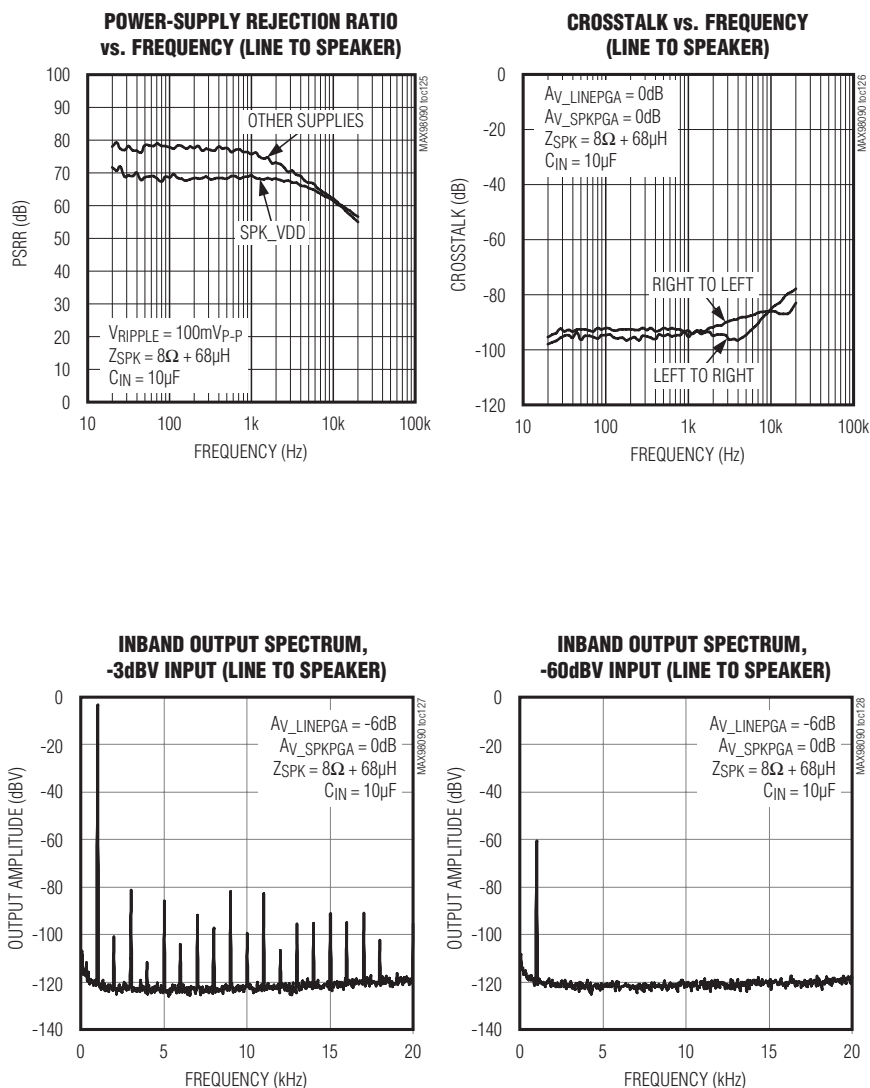 POWER-SUPPLY REJECTION RATIO
vs. FREQUENCY (LINE TO SPEAKER)
MAX98090 toc125
PSRR (dB)
100
90
80
70
60
50
40
30
20
10
0
OTHER SUPPLIES
SPK_VDD
VRIPPLE = 100mVP-P
ZSPK = 8Ω + 68µH
CIN = 10µF
10
100
1k
10k
100k
FREQUENCY (Hz)
CROSSTALK vs. FREQUENCY
(LINE TO SPEAKER)
MAX98090 toc126
CROSSTALK (dB)
0
-20
-40
-60
-80
-100
-120
AV_LINEPGA = 0dB
AV_SPKPGA = 0dB
ZSPK = 8Ω + 68µH
CIN = 10µF
RIGHT TO LEFT
LEFT TO RIGHT
10
100
1k
10k
100k
FREQUENCY (Hz)
INBAND OUTPUT SPECTRUM,
-3dBV INPUT (LINE TO SPEAKER)
MAX98090 toc127
OUTPUT AMPLITUDE (dBV)
0
-20
-40
-60
-80
-100
-120
-140
AV_LINEPGA = -6dB
AV_SPKPGA = 0dB
ZSPK = 8Ω + 68µH
CIN = 10µF
0
5
10
15
20
FREQUENCY (kHz)
INBAND OUTPUT SPECTRUM,
-60dBV INPUT (LINE TO SPEAKER)
MAX98090 toc128
OUTPUT AMPLITUDE (dBV)
0
-20
-40
-60
-80
-100
-120
-140
AV_LINEPGA = -6dB
AV_SPKPGA = 0dB
ZSPK = 8Ω + 68µH
CIN = 10µF
0
5
10
15
20
FREQUENCY (kHz)